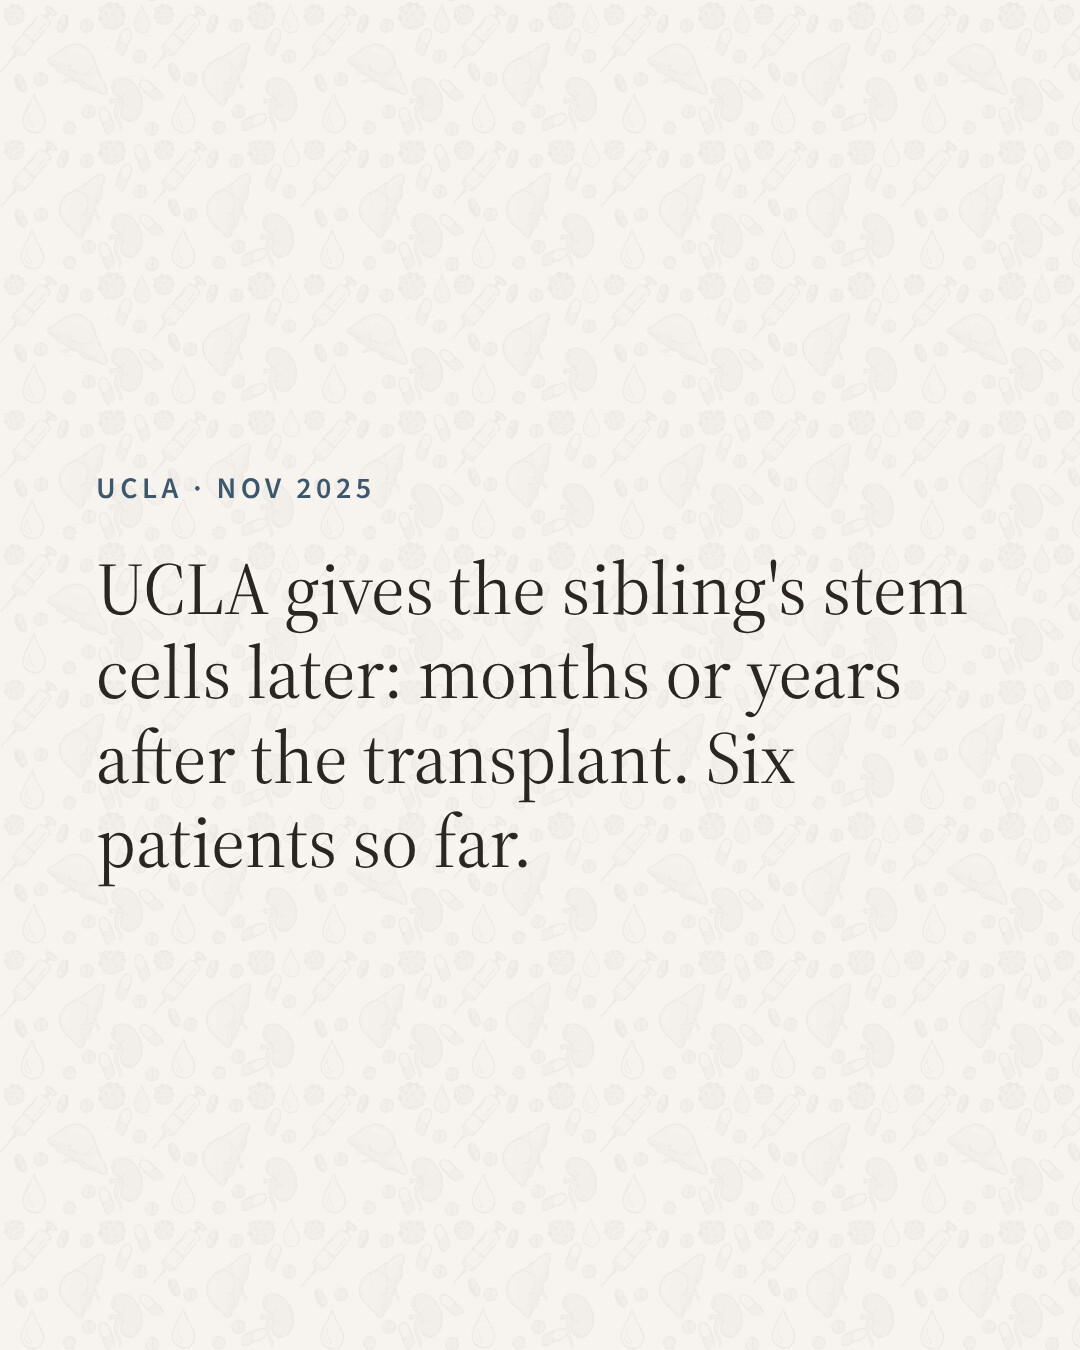 UCLA · NOV 2025
UCLA gives the sibling's stem
cells later: months or years
after the transplant. Six
patients so far.